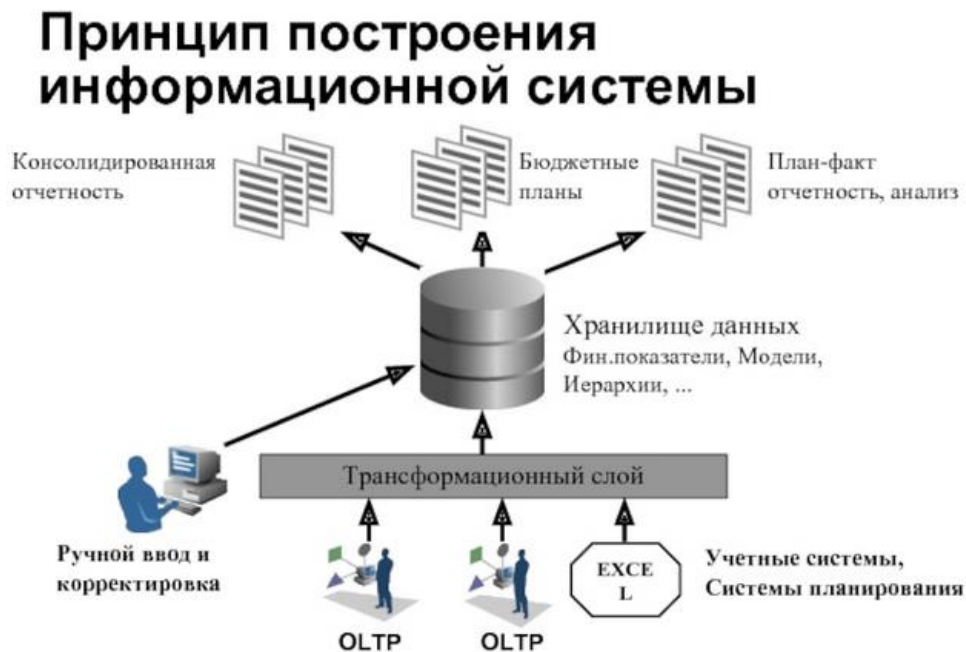 Принцип построения
информационной системы
Консолидированная
отчетность
Бюджетные
планы
План-факт
отчетность, анализ
Хранилище данных
Фин.показатели, Модели,
Иерархии, ...
Трансформационный слой
Ручной ввод и
корректировка
EXCE
L
Учетные системы,
Системы планирования
OLTP
OLTP